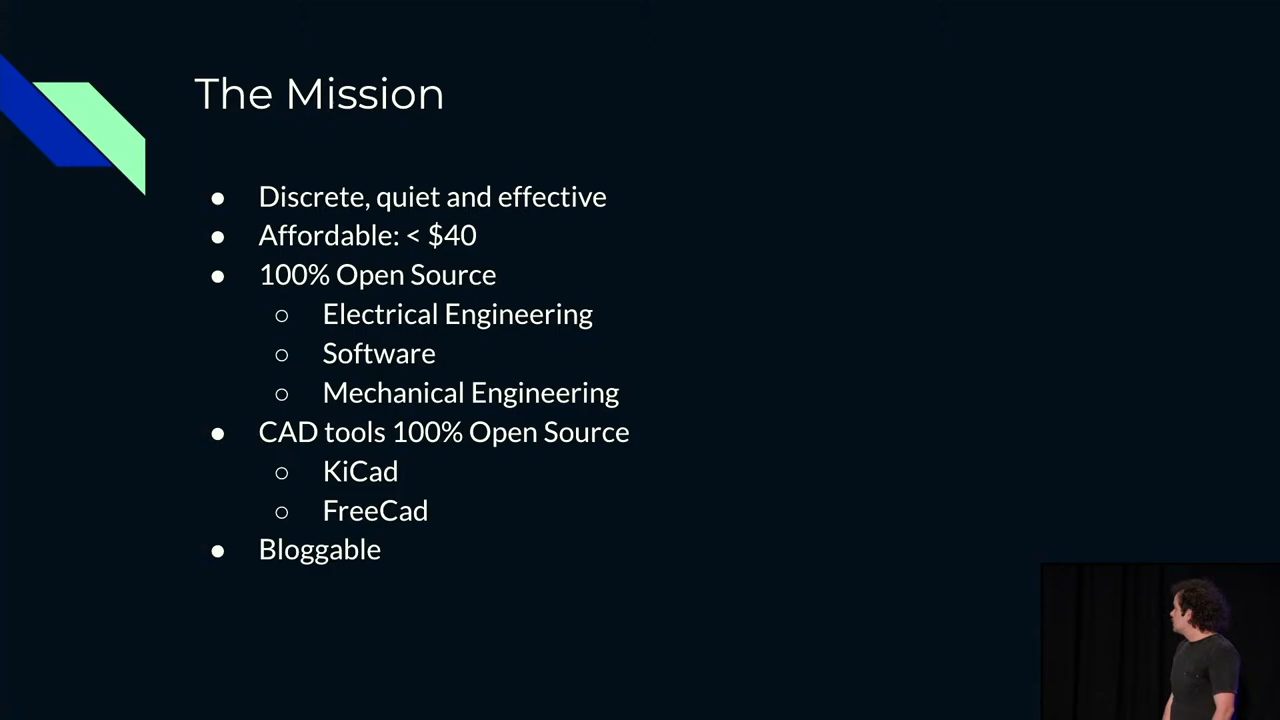 The Mission
● Discrete, quiet and effective
● Affordable: < $40
● 100% Open Source
○ Electrical Engineering
○ Software
○ Mechanical Engineering
● CAD tools 100% Open Source
○ KiCad
○ FreeCad
● Bloggable